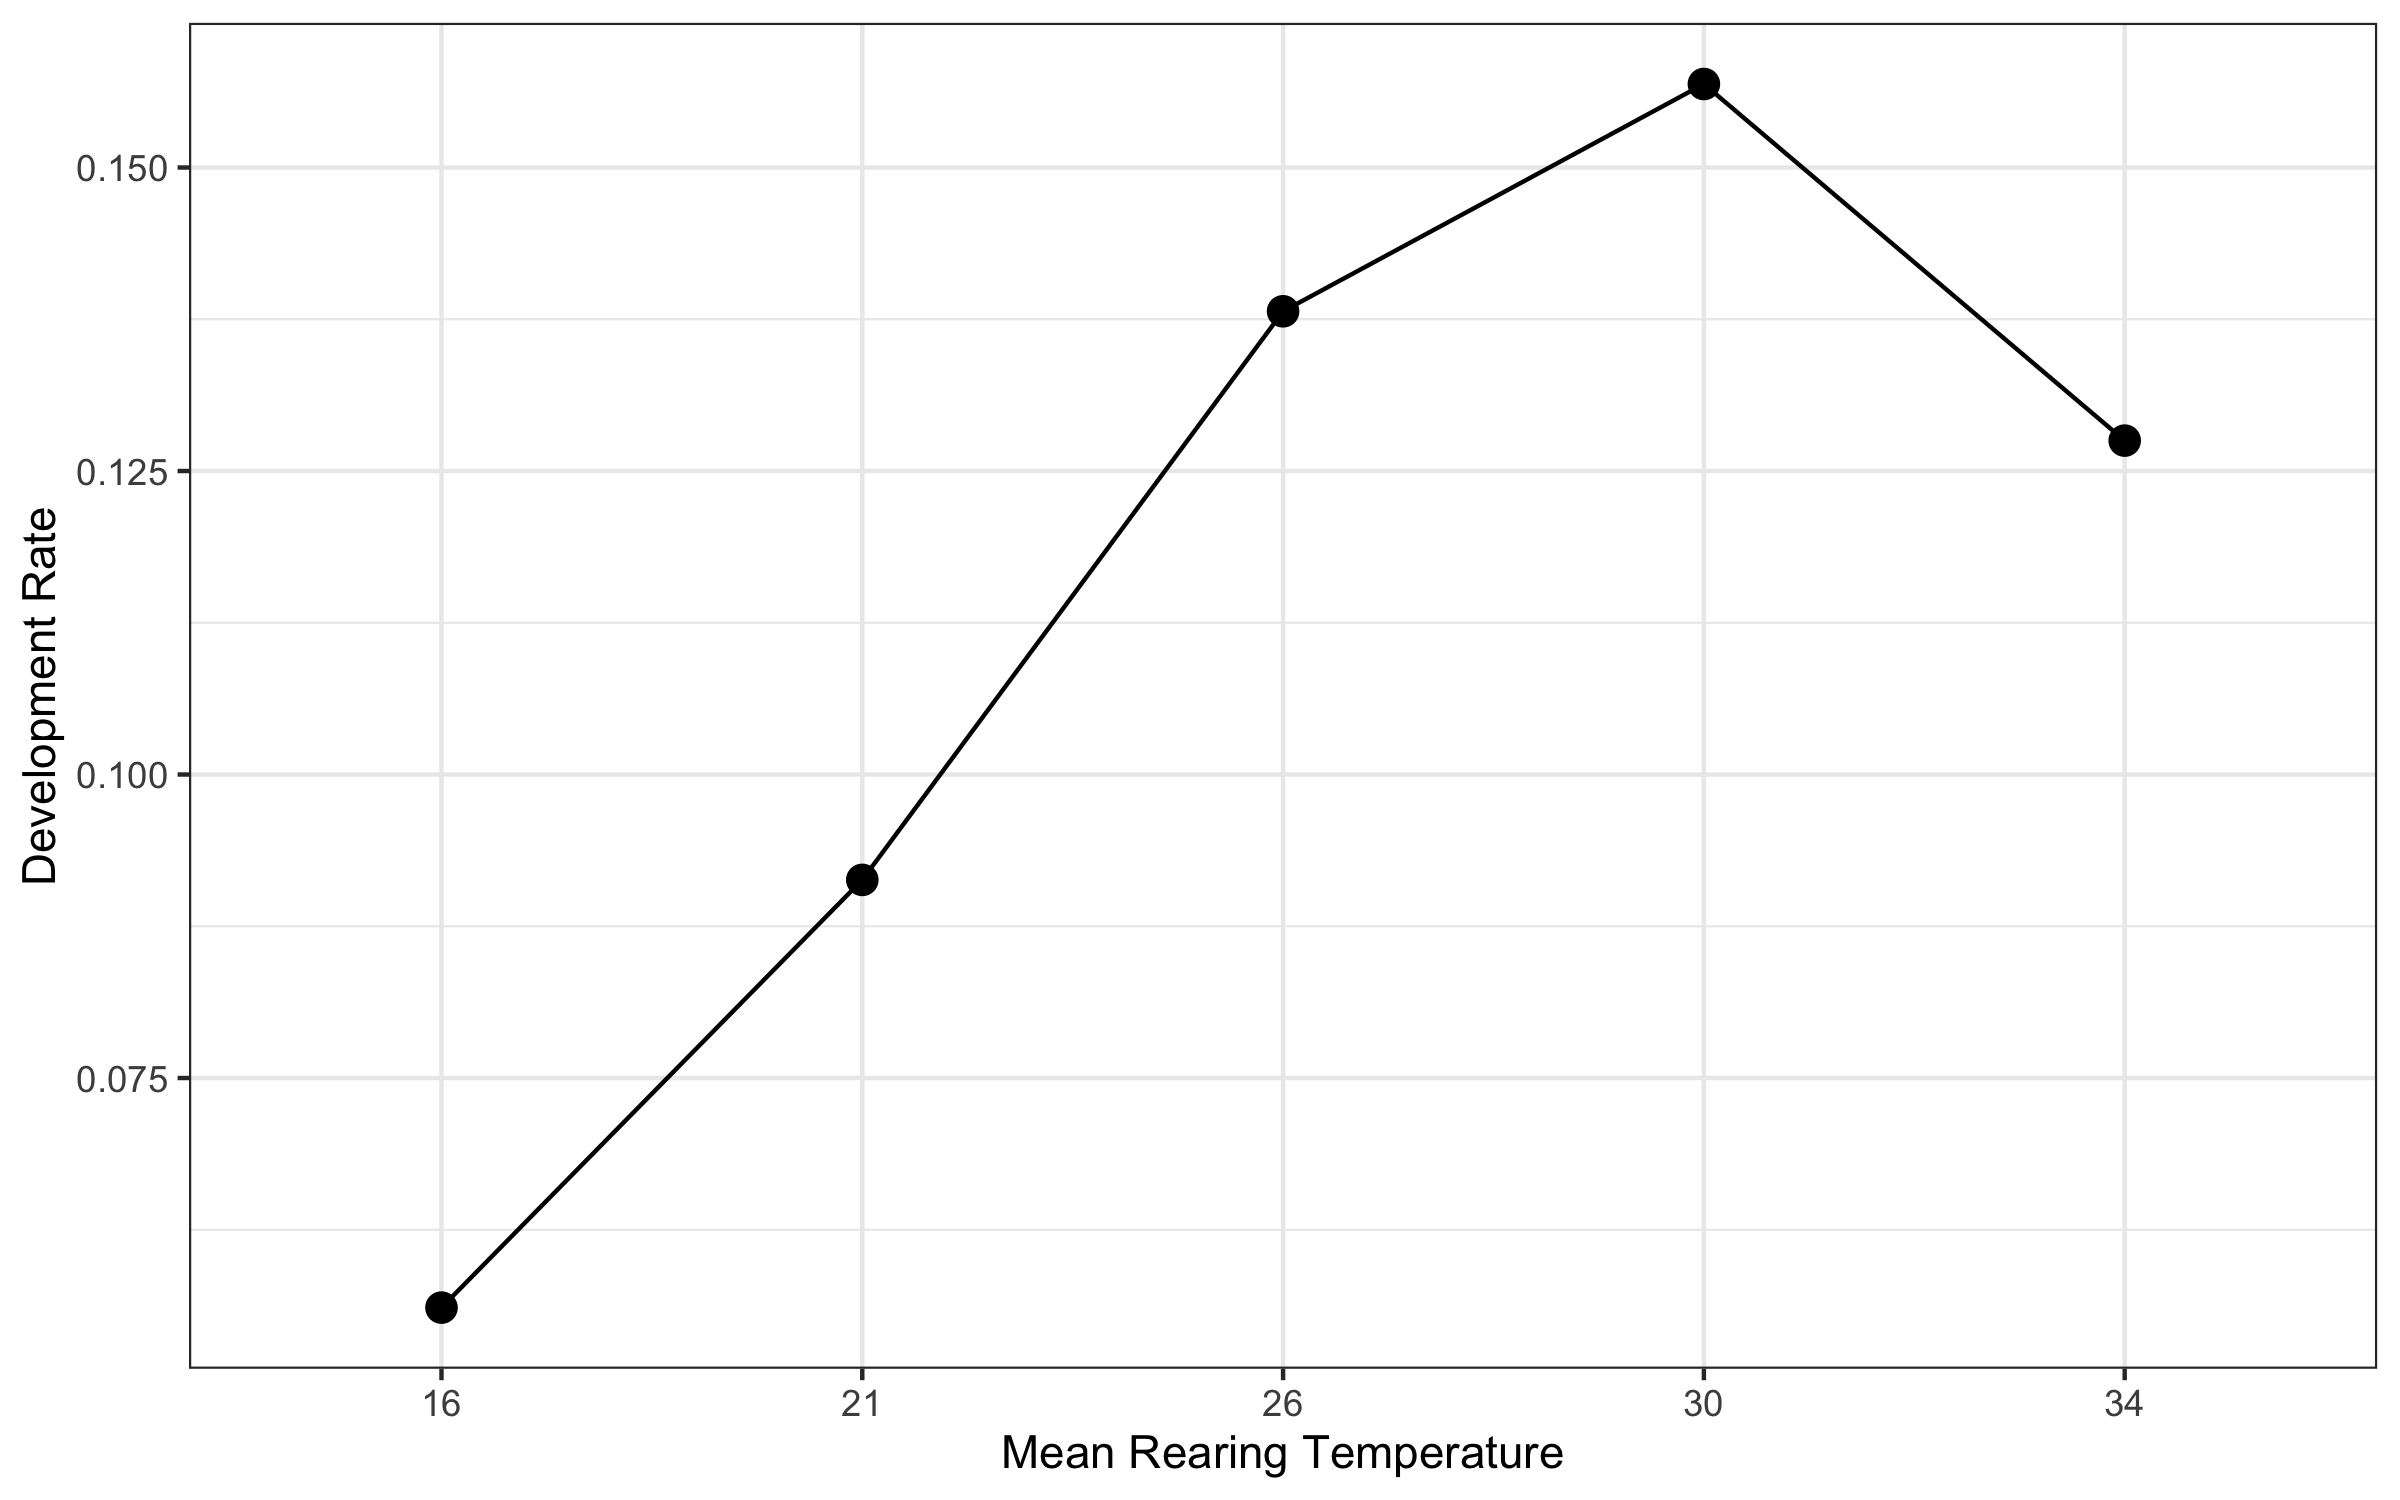 0.150
0.125
0.100
0.075
Development Rate
16 21 26 30 34
Mean Rearing Temperature